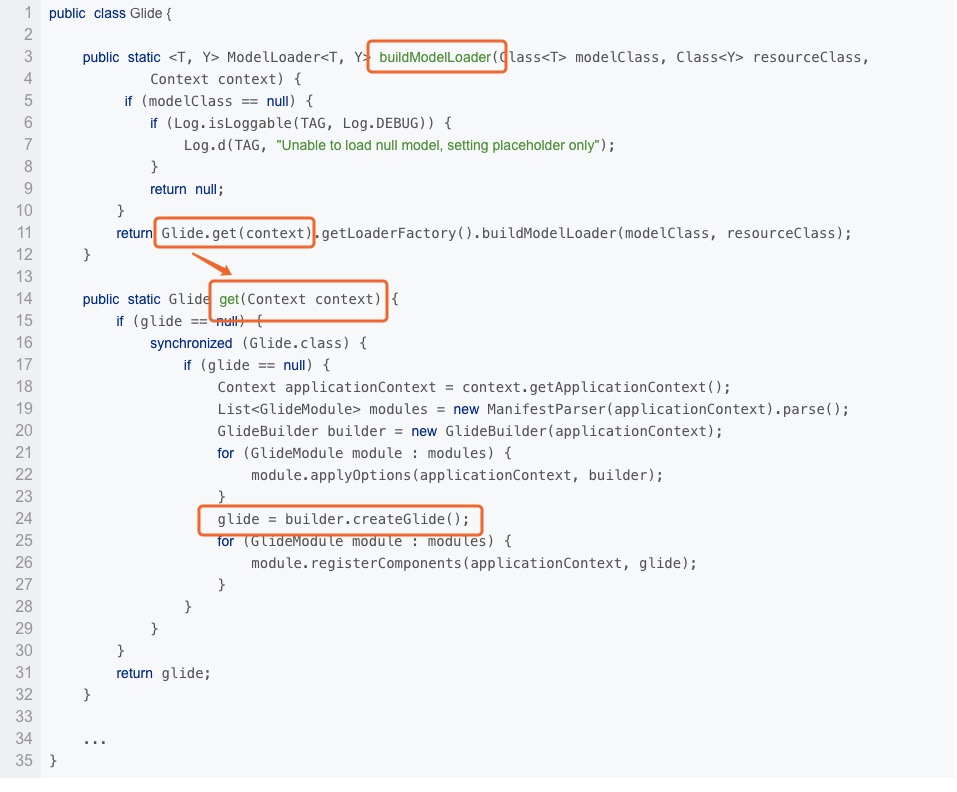 1 public class Glide {
2
3     public static <T, Y> ModelLoader<T, Y> buildModelLoader(Class<T> modelClass, Class<Y> resourceClass,
4             Context context) {
5          if (modelClass == null) {
6             if (Log.isLoggable(TAG, Log.DEBUG)) {
7                 Log.d(TAG, "Unable to load null model, setting placeholder only");
8             }
9             return null;
10         }
11         return Glide.get(context).getLoaderFactory().buildModelLoader(modelClass, resourceClass);
12     }
13
14     public static Glide get(Context context) {
15         if (glide == null) {
16             synchronized (Glide.class) {
17                 if (glide == null) {
18                     Context applicationContext = context.getApplicationContext();
19                     List<GlideModule> modules = new ManifestParser(applicationContext).parse();
20                     GlideBuilder builder = new GlideBuilder(applicationContext);
21                     for (GlideModule module : modules) {
22                         module.applyOptions(applicationContext, builder);
23                     }
24                     glide = builder.createGlide();
25                     for (GlideModule module : modules) {
26                         module.registerComponents(applicationContext, glide);
27                     }
28                 }
29             }
30         }
31         return glide;
32     }
33
34     ...
35 }